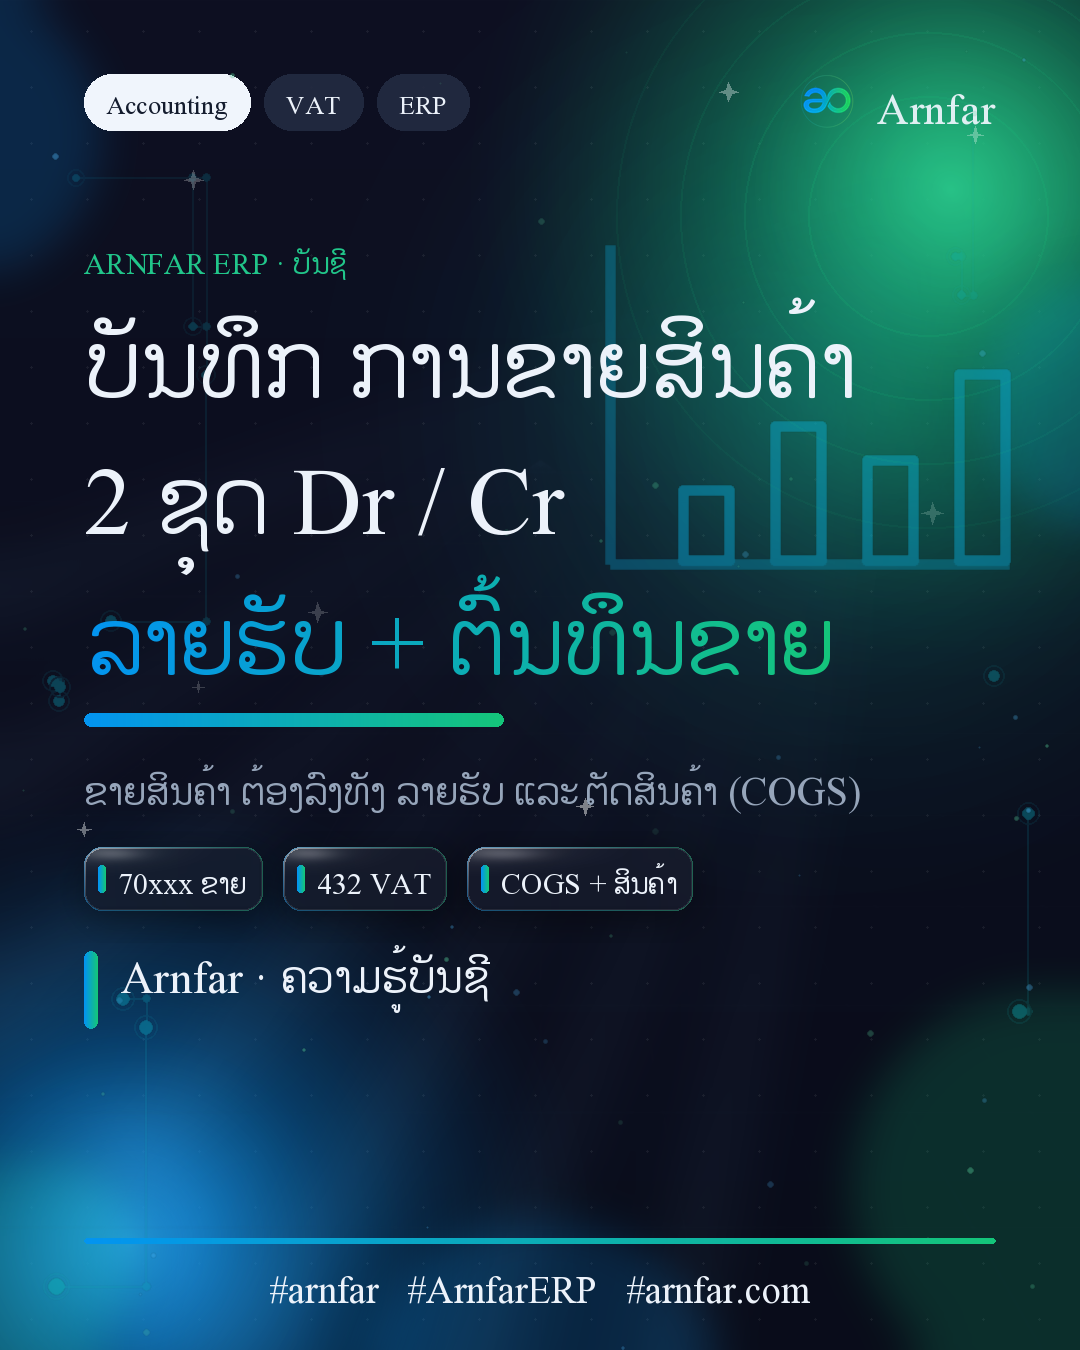 Accounting VAT ERP
Arnfar
ARNFAR ERP · ບັນຊີ
ບັນທຶກ ການຂາຍສິນຄ້າ
2 ຊຸດ Dr / Cr
ລາຍຮັບ + ຕົ້ນທຶນຂາຍ
ຂາຍສິນຄ້າ ຕ້ອງລົງທັງ ລາຍຮັບ ແລະ ຕັດສິນຄ້າ (COGS)
70xxx ຂາຍ
432 VAT
COGS + ສິນຄ້າ
Arnfar · ຄວາມຮູ້ບັນຊີ
#arnfar #ArnfarERP #arnfar.com